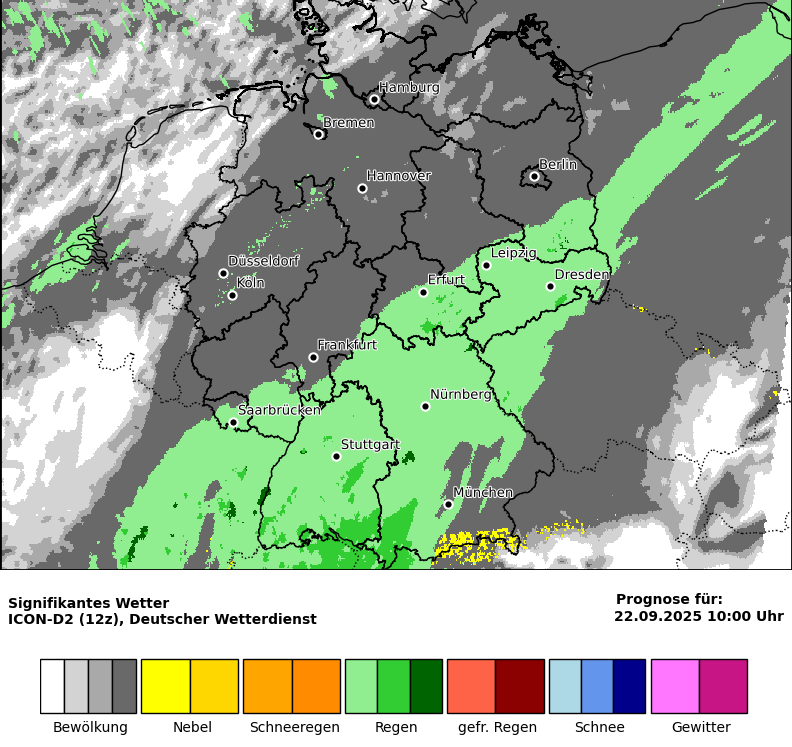 Hamburg
Bremen
Berlin
Hannover
Leipzig
Düsseldorf
Dresden
Köln
Erfurt
Frankfurt
Nürnberg
Saarbrücken
Stuttgart
München
Signifikantes Wetter
ICON-D2 (12z), Deutscher Wetterdienst
Prognose für:
22.09.2025 10:00 Uhr
Bewölkung
Nebel
Schneeregen
Regen
gefr. Regen
Schnee
Gewitter